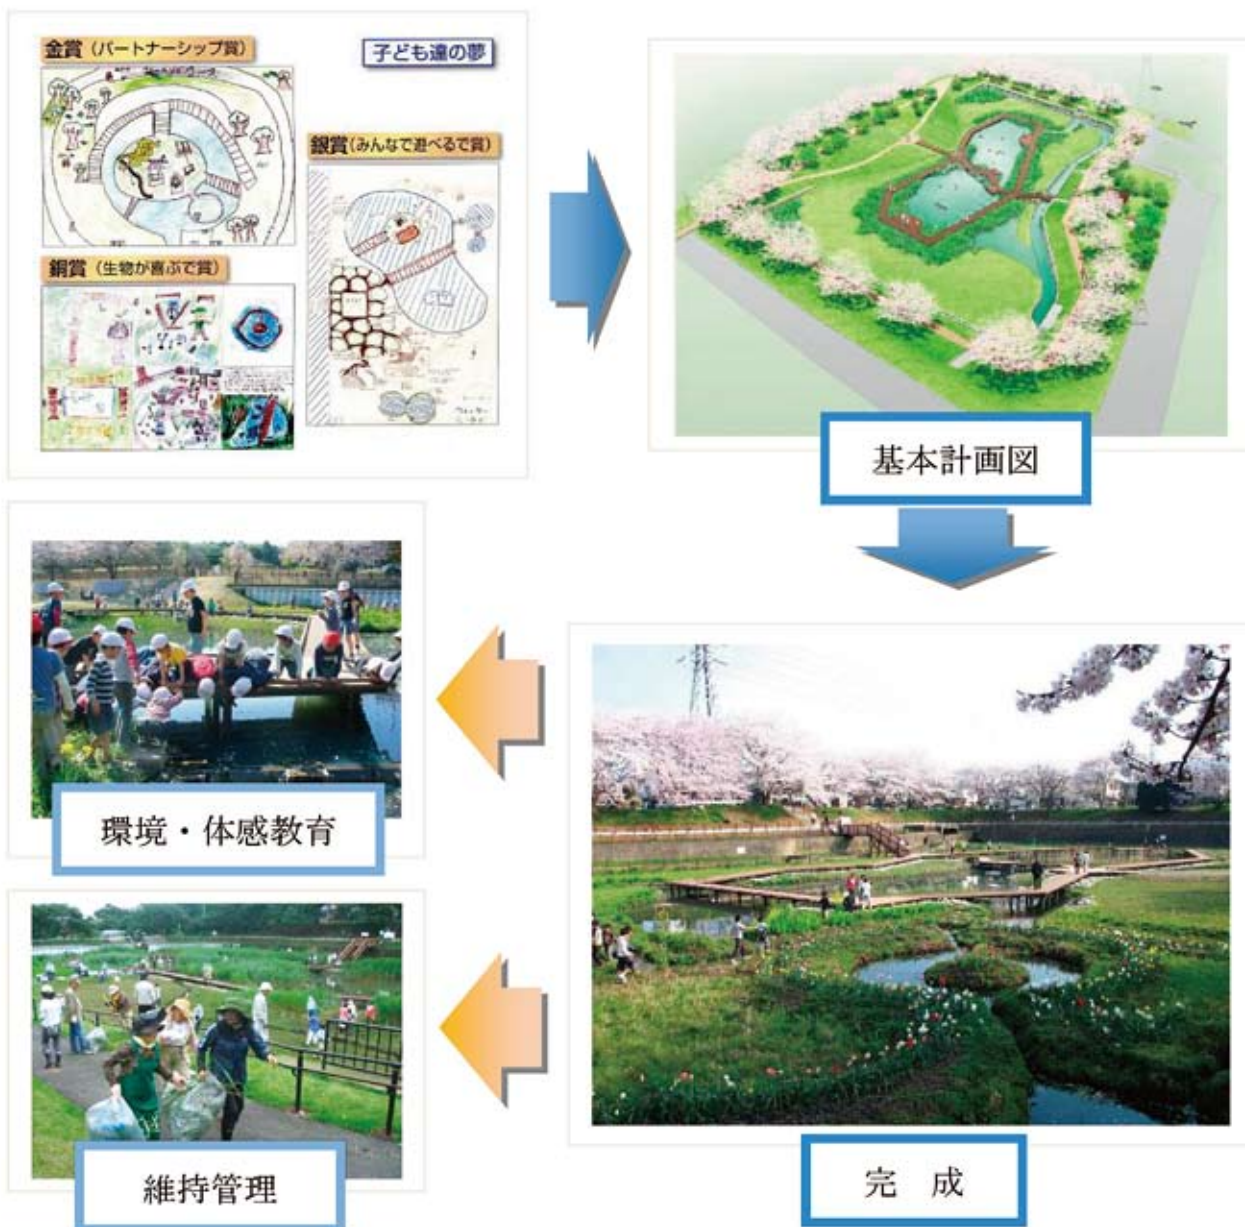 金賞(パートナーシップ賞)
子ども達の夢
銀賞(みんなで遊べるで賞)
銅賞(生物が喜ぶで賞)
基本計画図
環境・体感教育
維持管理
完 成